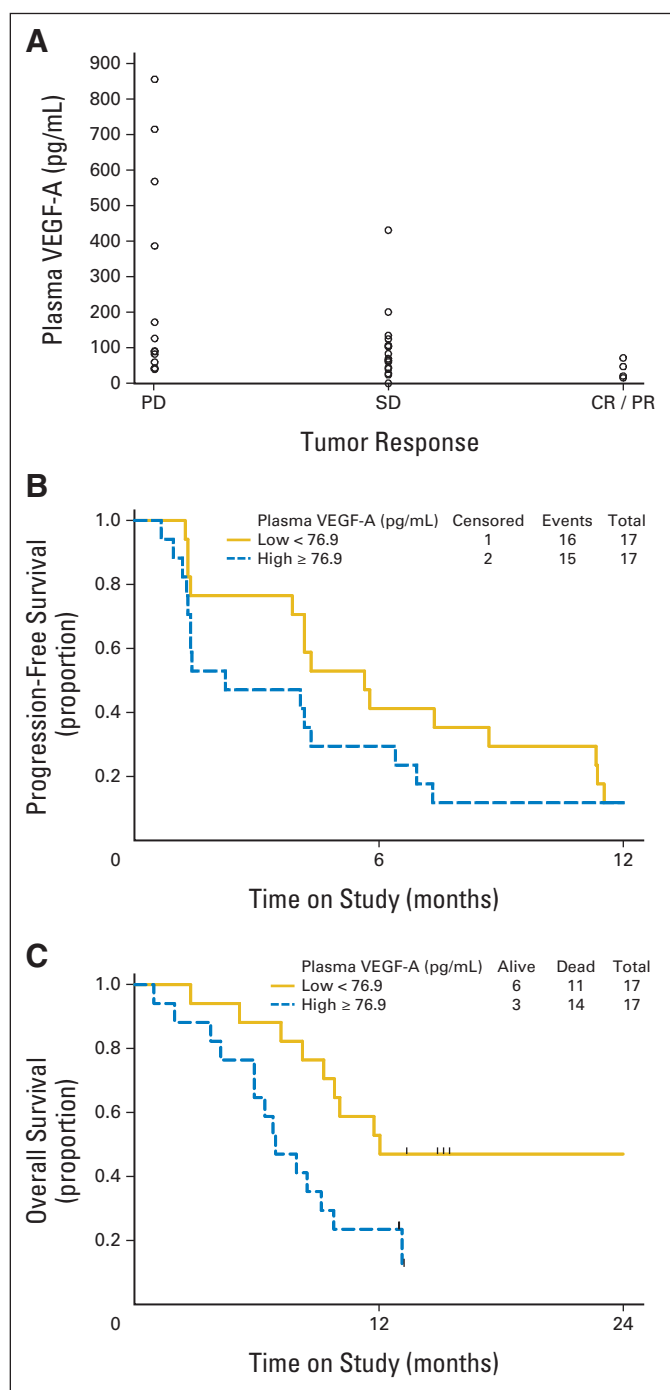 A
900
800
700
600
500
400
300
200
100
0
Plasma VEGF-A (pg/mL)
PD SD CR / PR
Tumor Response
B
Plasma VEGF-A (pg/mL) Censored Events Total
Low < 76.9 1 16 17
High ≥ 76.9 2 15 17
1.0
0.8
0.6
0.4
0.2
Progression-Free Survival
(proportion)
0 6 12
Time on Study (months)
C
Plasma VEGF-A (pg/mL) Alive Dead Total
Low < 76.9 6 11 17
High ≥ 76.9 3 14 17
1.0
0.8
0.6
0.4
0.2
Overall Survival
(proportion)
0 12 24
Time on Study (months)